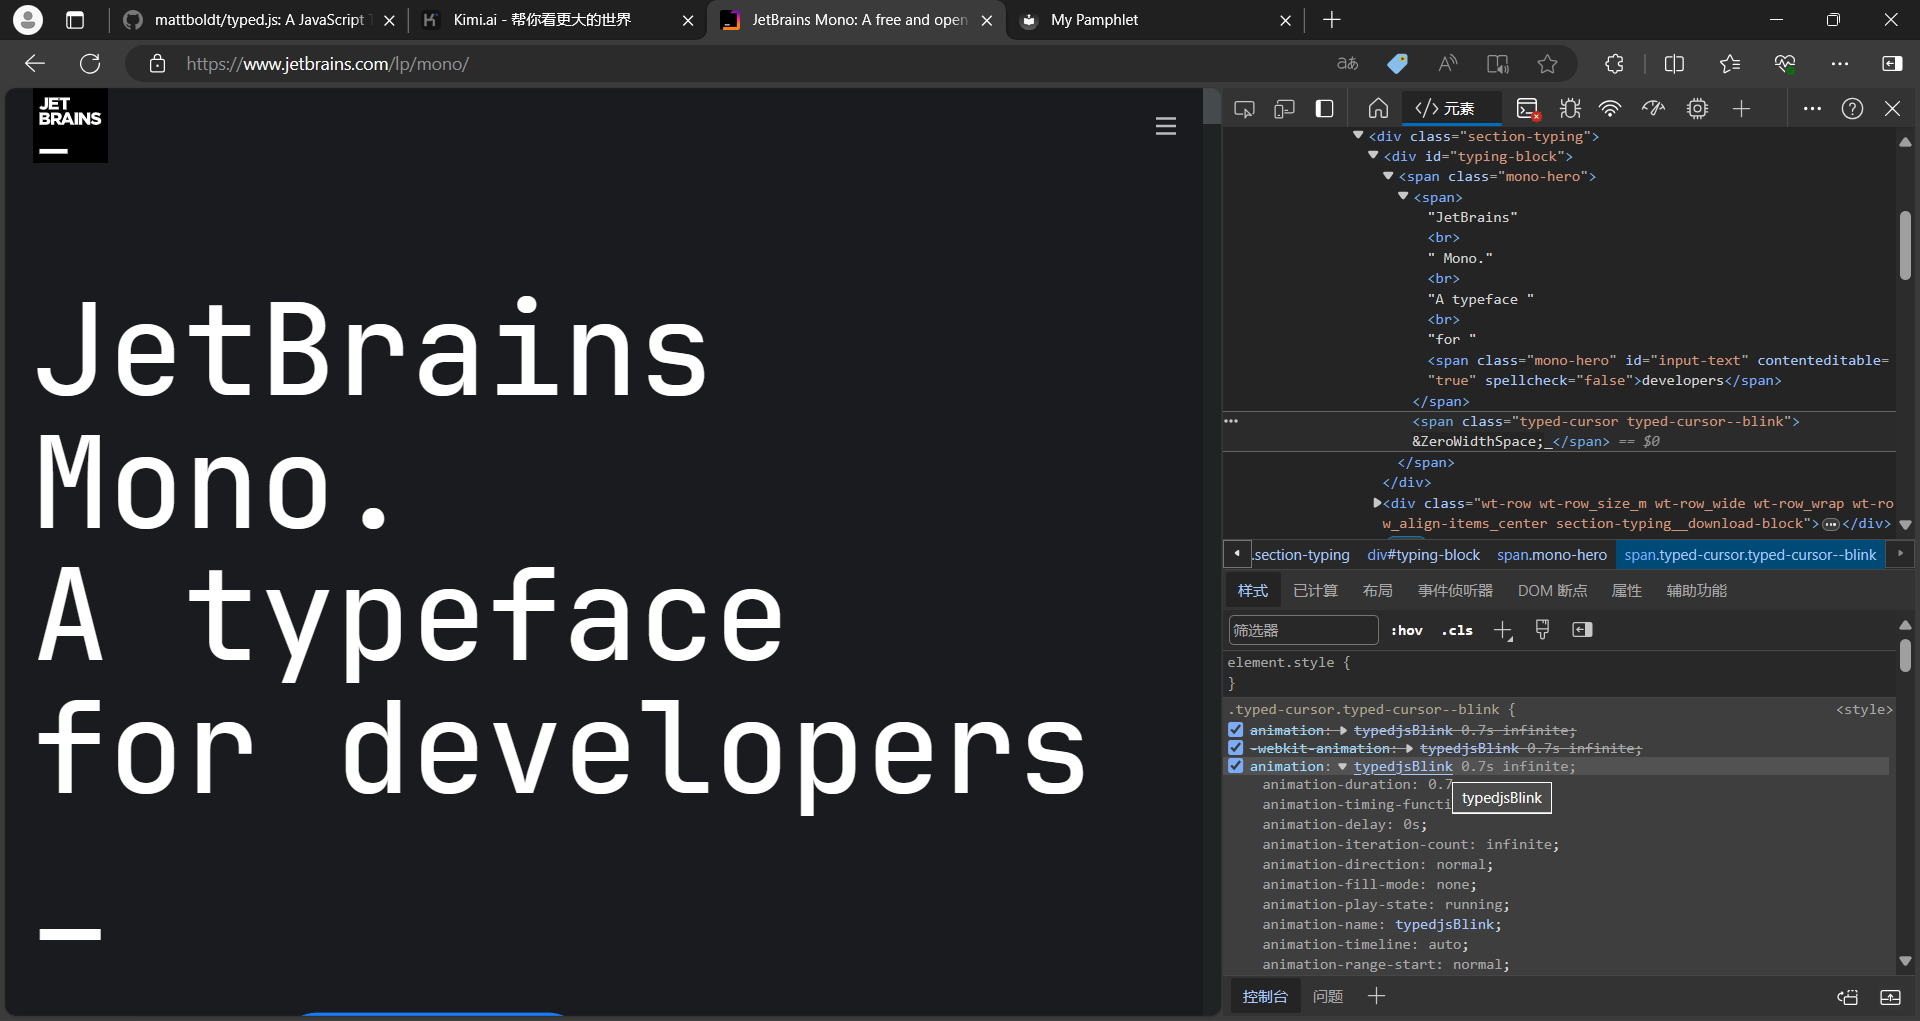 mattboldt/typed.js: A JavaScript T
Kimi.ai - 帮你看更大的世界
JetBrains Mono: A free and open
My Pamphlet
https://www.jetbrains.com/lp/mono/
JET
BRAINS
JetBrains
Mono.
A typeface
for developers
_
元素
<div class="section-typing">
<div id="typing-block">
<span class="mono-hero">
<span>
"JetBrains"
<br>
" Mono."
<br>
"A typeface "
<br>
"for "
<span class="mono-hero" id="input-text" contenteditable=
"true" spellcheck="false">developers</span>
</span>
<span class="typed-cursor typed-cursor--blink">
&ZeroWidthSpace;_</span> == $0
</span>
</div>
<div class="wt-row wt-row_size_m wt-row_wide wt-row_wrap wt-ro
w_align-items_center section-typing__download-block">…</div>
.section-typing div#typing-block span.mono-hero span.typed-cursor.typed-cursor--blink
样式 已计算 布局 事件侦听器 DOM 断点 属性 辅助功能
筛选器 :hov .cls
element.style {
}
.typed-cursor.typed-cursor--blink { <style>
animation: typedjsBlink 0.7s infinite;
-webkit-animation: typedjsBlink 0.7s infinite;
animation: typedjsBlink 0.7s infinite;
animation-duration: 0.7
typedjsBlink
animation-timing-functi
animation-delay: 0s;
animation-iteration-count: infinite;
animation-direction: normal;
animation-fill-mode: none;
animation-play-state: running;
animation-name: typedjsBlink;
animation-timeline: auto;
animation-range-start: normal;
控制台 问题